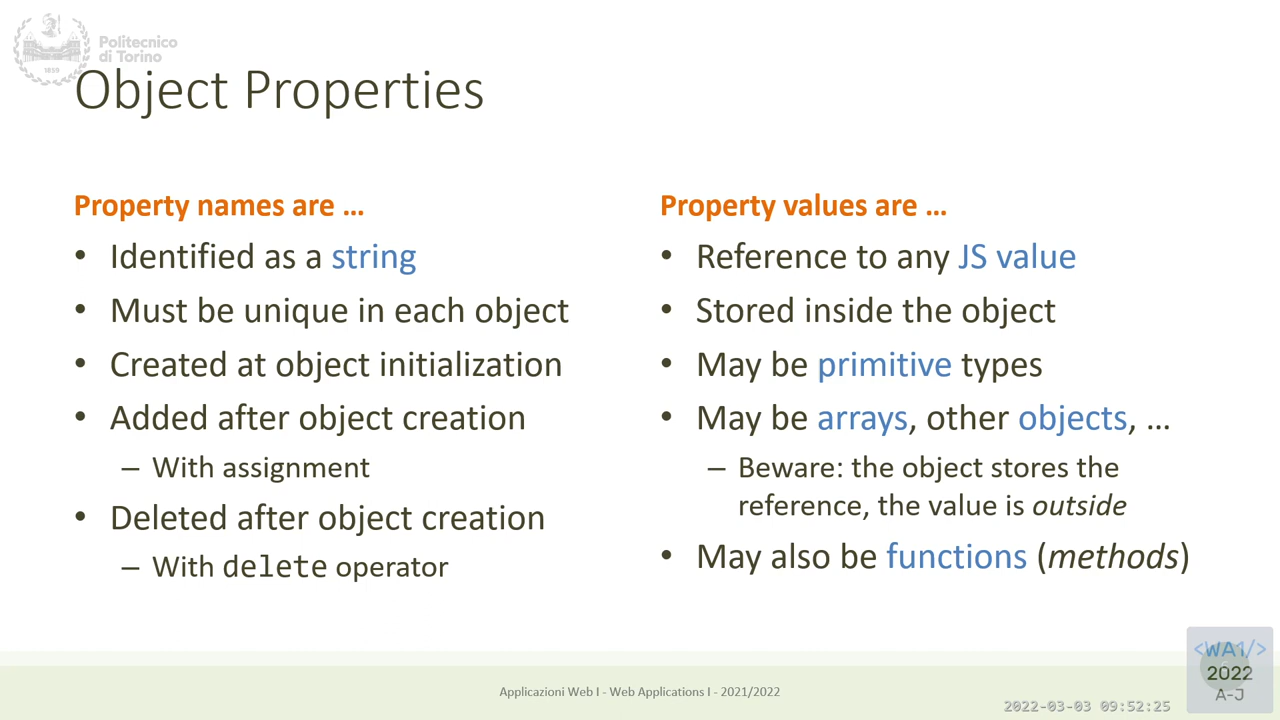 Politecnico
di Torino
1859
Object Properties
Property names are …
• Identified as a string
• Must be unique in each object
• Created at object initialization
• Added after object creation
– With assignment
• Deleted after object creation
– With delete operator
Property values are …
• Reference to any JS value
• Stored inside the object
• May be primitive types
• May be arrays, other objects, …
– Beware: the object stores the
reference, the value is outside
• May also be functions (methods)
Applicazioni Web I - Web Applications I - 2021/2022
2022-03-03 09:52:25
<WA1/>
2022
A-J